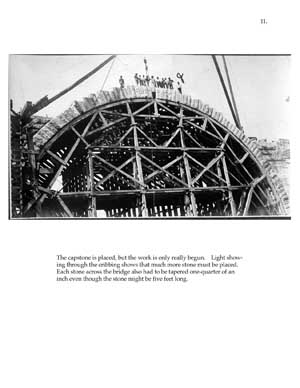 11.
The capstone is placed, but the work is only really begun. Light show-
ing through the cribbing shows that much more stone must be placed.
Each stone across the bridge also had to be tapered one-quarter of an
inch even though the stone might be five feet long.